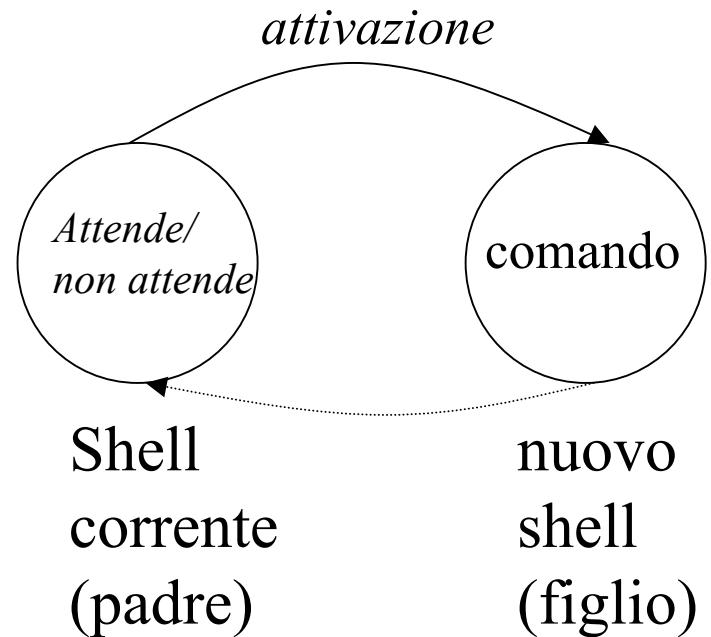 attivazione
Attende/
non attende
comando
Shell
corrente
(padre)
nuovo
shell
(figlio)